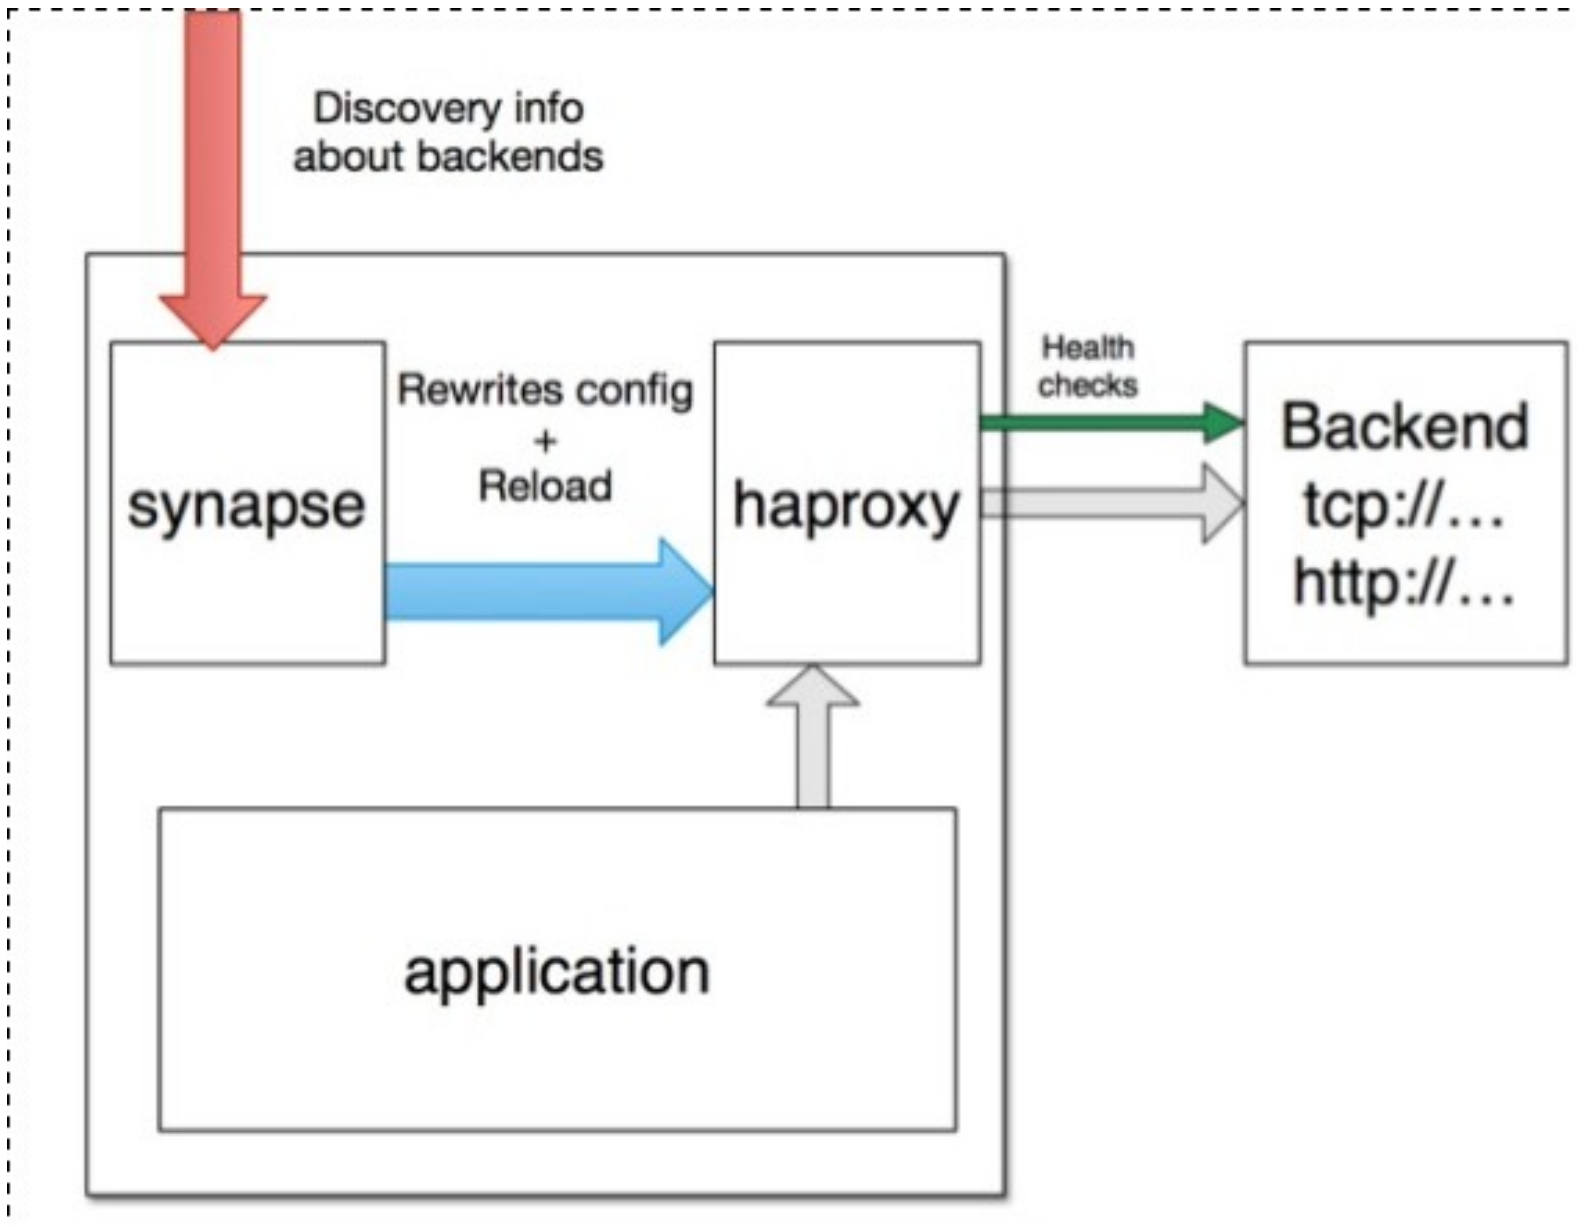 Discovery info
about backends
Health
checks
Rewrites config
+
Reload
synapse
haproxy
Backend
tcp://...
http://...
application